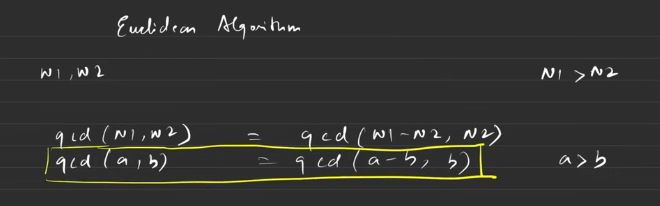 Euclidean Algorithm
N1, N2 N1 > N2
gcd (N1, N2) = gcd (N1-N2, N2)
gcd (a, b) = gcd (a-b, b) a>b